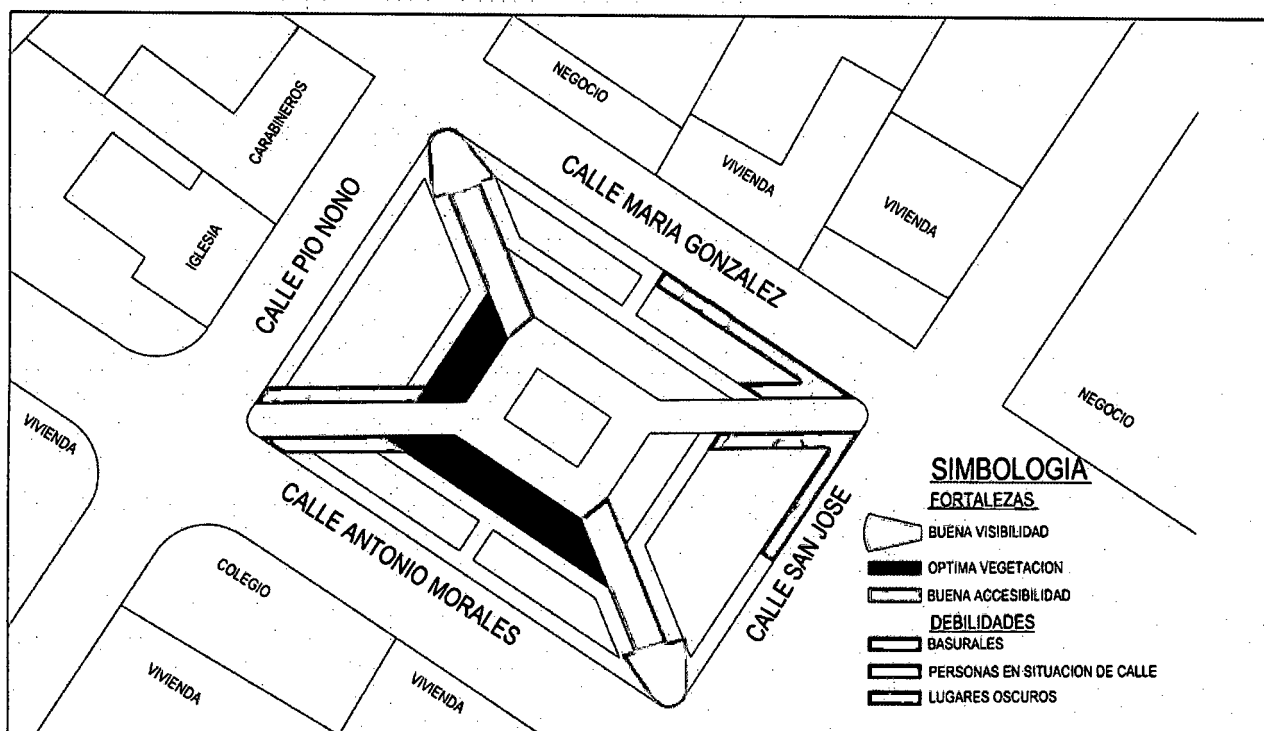 NEGOCIO
CARABINEROS
VIVIENDA
CALLE MARIA GONZALEZ
VIVIENDA
CALLE PIO NONO
IGLESIA
NEGOCIO
VIVIENDA
CALLE ANTONIO MORALES
CALLE SAN JOSE
COLEGIO
VIVIENDA
VIVIENDA
SIMBOLOGIA
FORTALEZAS
BUENA VISIBILIDAD
OPTIMA VEGETACION
BUENA ACCESIBILIDAD
DEBILIDADES
BASURALES
PERSONAS EN SITUACION DE CALLE
LUGARES OSCUROS